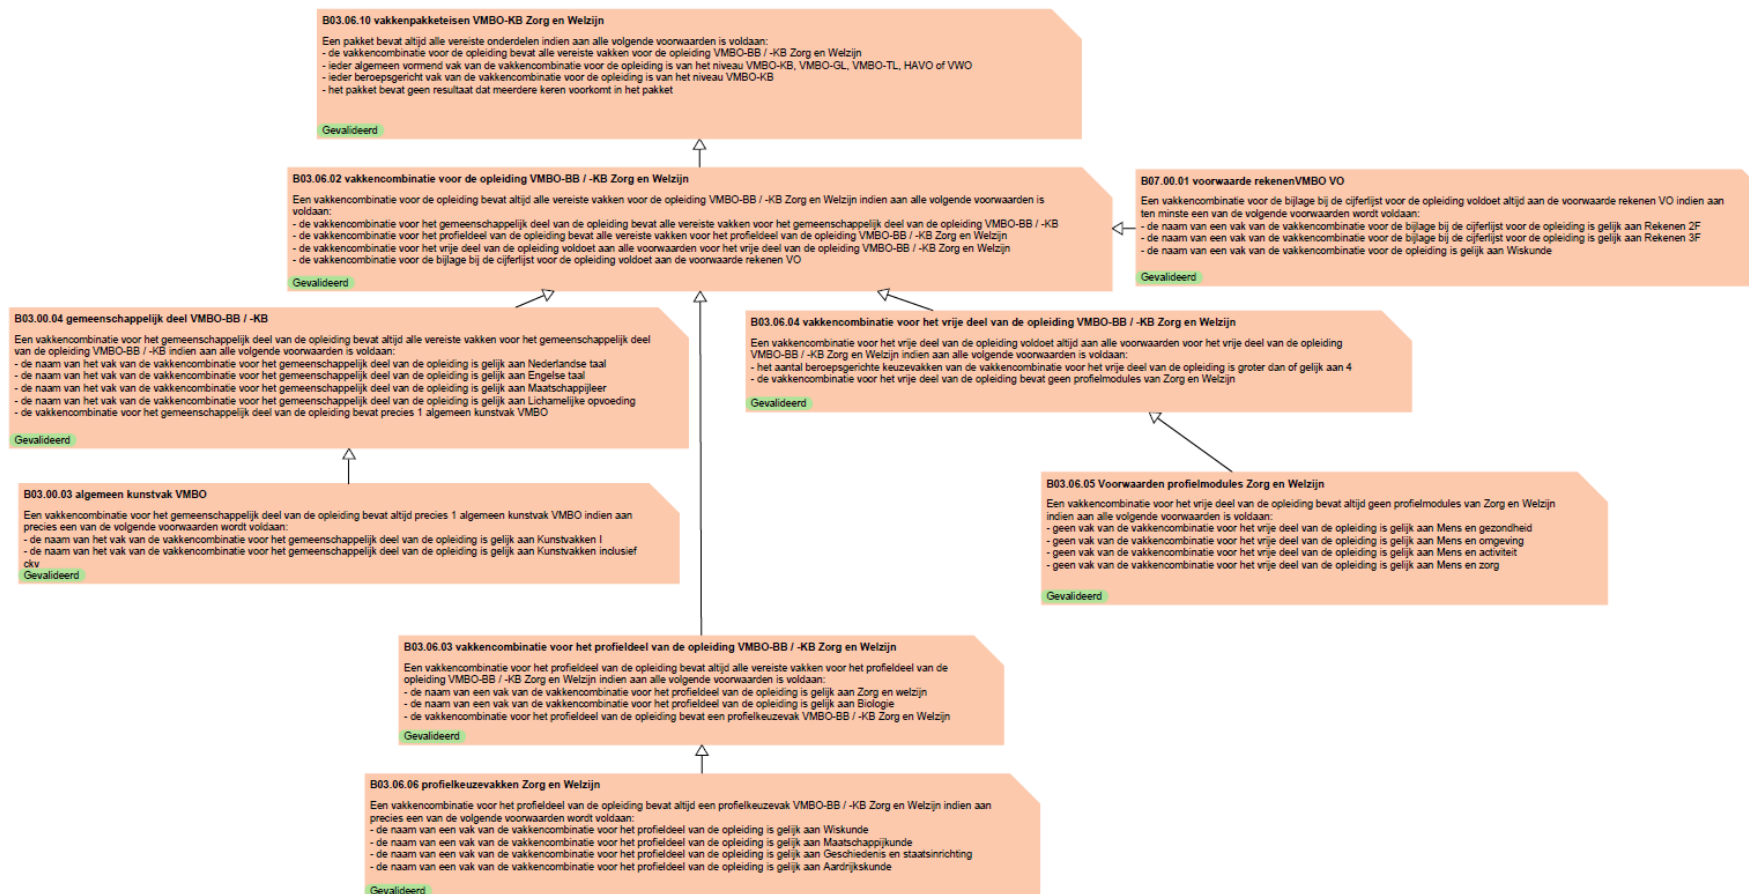 B03.06.10 vakkenpakketeisen VMBO-KB Zorg en Welzijn
Een pakket bevat altijd alle vereiste onderdelen indien aan alle volgende voorwaarden is voldaan:
- de vakkencombinatie voor de opleiding bevat alle vereiste vakken voor de opleiding VMBO-BB / -KB Zorg en Welzijn
- ieder algemeen vormend vak van de vakkencombinatie voor de opleiding is van het niveau VMBO-KB, VMBO-GL, VMBO-TL, HAVO of VWO
- ieder beroepsgericht vak van de vakkencombinatie voor de opleiding is van het niveau VMBO-KB
- het pakket bevat geen resultaat dat meerdere keren voorkomt in het pakket
Gevalideerd
B03.06.02 vakkencombinatie voor de opleiding VMBO-BB / -KB Zorg en Welzijn
Een vakkencombinatie voor de opleiding bevat altijd alle vereiste vakken voor de opleiding VMBO-BB / -KB Zorg en Welzijn indien aan alle volgende voorwaarden is
voldaan:
- de vakkencombinatie voor het gemeenschappelijk deel van de opleiding bevat alle vereiste vakken voor het gemeenschappelijk deel van de opleiding VMBO-BB / -KB
- de vakkencombinatie voor het profieldeel van de opleiding bevat alle vereiste vakken voor het profieldeel van de opleiding VMBO-BB / -KB Zorg en Welzijn
- de vakkencombinatie voor het vrije deel van de opleiding voldoet aan alle voorwaarden voor het vrije deel van de opleiding VMBO-BB / -KB Zorg en Welzijn
- de vakkencombinatie voor de bijlage bij de cijferlijst voor de opleiding voldoet aan de voorwaarde rekenen VO
Gevalideerd
B07.00.01 voorwaarde rekenenVMBO VO
Een vakkencombinatie voor de bijlage bij de cijferlijst voor de opleiding voldoet altijd aan de voorwaarde rekenen VO indien aan
ten minste een van de volgende voorwaarden wordt voldaan:
- de naam van een vak van de vakkencombinatie voor de bijlage bij de cijferlijst voor de opleiding is gelijk aan Rekenen 2F
- de naam van een vak van de vakkencombinatie voor de bijlage bij de cijferlijst voor de opleiding is gelijk aan Rekenen 3F
- de naam van een vak van de vakkencombinatie voor de opleiding is gelijk aan Wiskunde
Gevalideerd
B03.00.04 gemeenschappelijk deel VMBO-BB / -KB
Een vakkencombinatie voor het gemeenschappelijk deel van de opleiding bevat altijd alle vereiste vakken voor het gemeenschappelijk deel
van de opleiding VMBO-BB / -KB indien aan alle volgende voorwaarden is voldaan:
- de naam van het vak van de vakkencombinatie voor het gemeenschappelijk deel van de opleiding is gelijk aan Nederlandse taal
- de naam van het vak van de vakkencombinatie voor het gemeenschappelijk deel van de opleiding is gelijk aan Engelse taal
- de naam van het vak van de vakkencombinatie voor het gemeenschappelijk deel van de opleiding is gelijk aan Maatschappijleer
- de naam van het vak van de vakkencombinatie voor het gemeenschappelijk deel van de opleiding is gelijk aan Lichamelijke opvoeding
- de vakkencombinatie voor het gemeenschappelijk deel van de opleiding bevat precies 1 algemeen kunstvak VMBO
Gevalideerd
B03.06.04 vakkencombinatie voor het vrije deel van de opleiding VMBO-BB / -KB Zorg en Welzijn
Een vakkencombinatie voor het vrije deel van de opleiding voldoet altijd aan alle voorwaarden voor het vrije deel van de opleiding
VMBO-BB / -KB Zorg en Welzijn indien aan alle volgende voorwaarden is voldaan:
- het aantal beroepsgerichte keuzevakken van de vakkencombinatie voor het vrije deel van de opleiding is groter dan of gelijk aan 4
- de vakkencombinatie voor het vrije deel van de opleiding bevat geen profielmodules van Zorg en Welzijn
Gevalideerd
B03.00.03 algemeen kunstvak VMBO
Een vakkencombinatie voor het gemeenschappelijk deel van de opleiding bevat altijd precies 1 algemeen kunstvak VMBO indien aan
precies een van de volgende voorwaarden wordt voldaan:
- de naam van het vak van de vakkencombinatie voor het gemeenschappelijk deel van de opleiding is gelijk aan Kunstvakken I
- de naam van het vak van de vakkencombinatie voor het gemeenschappelijk deel van de opleiding is gelijk aan Kunstvakken inclusief
ckv
Gevalideerd
B03.06.05 Voorwaarden profielmodules Zorg en Welzijn
Een vakkencombinatie voor het vrije deel van de opleiding bevat altijd geen profielmodules van Zorg en Welzijn
indien aan alle volgende voorwaarden is voldaan:
- geen vak van de vakkencombinatie voor het vrije deel van de opleiding is gelijk aan Mens en gezondheid
- geen vak van de vakkencombinatie voor het vrije deel van de opleiding is gelijk aan Mens en omgeving
- geen vak van de vakkencombinatie voor het vrije deel van de opleiding is gelijk aan Mens en activiteit
- geen vak van de vakkencombinatie voor het vrije deel van de opleiding is gelijk aan Mens en zorg
Gevalideerd
B03.06.03 vakkencombinatie voor het profieldeel van de opleiding VMBO-BB / -KB Zorg en Welzijn
Een vakkencombinatie voor het profieldeel van de opleiding bevat altijd alle vereiste vakken voor het profieldeel van de
opleiding VMBO-BB / -KB Zorg en Welzijn indien aan alle volgende voorwaarden is voldaan:
- de naam van een vak van de vakkencombinatie voor het profieldeel van de opleiding is gelijk aan Zorg en welzijn
- de naam van een vak van de vakkencombinatie voor het profieldeel van de opleiding is gelijk aan Biologie
- de vakkencombinatie voor het profieldeel van de opleiding bevat een profielkeuzevak VMBO-BB / -KB Zorg en Welzijn
Gevalideerd
B03.06.06 profielkeuzevakken Zorg en Welzijn
Een vakkencombinatie voor het profieldeel van de opleiding bevat altijd een profielkeuzevak VMBO-BB / -KB Zorg en Welzijn indien aan
precies een van de volgende voorwaarden wordt voldaan:
- de naam van een vak van de vakkencombinatie voor het profieldeel van de opleiding is gelijk aan Wiskunde
- de naam van een vak van de vakkencombinatie voor het profieldeel van de opleiding is gelijk aan Maatschappijkunde
- de naam van een vak van de vakkencombinatie voor het profieldeel van de opleiding is gelijk aan Geschiedenis en staatsinrichting
- de naam van een vak van de vakkencombinatie voor het profieldeel van de opleiding is gelijk aan Aardrijkskunde
Gevalideerd